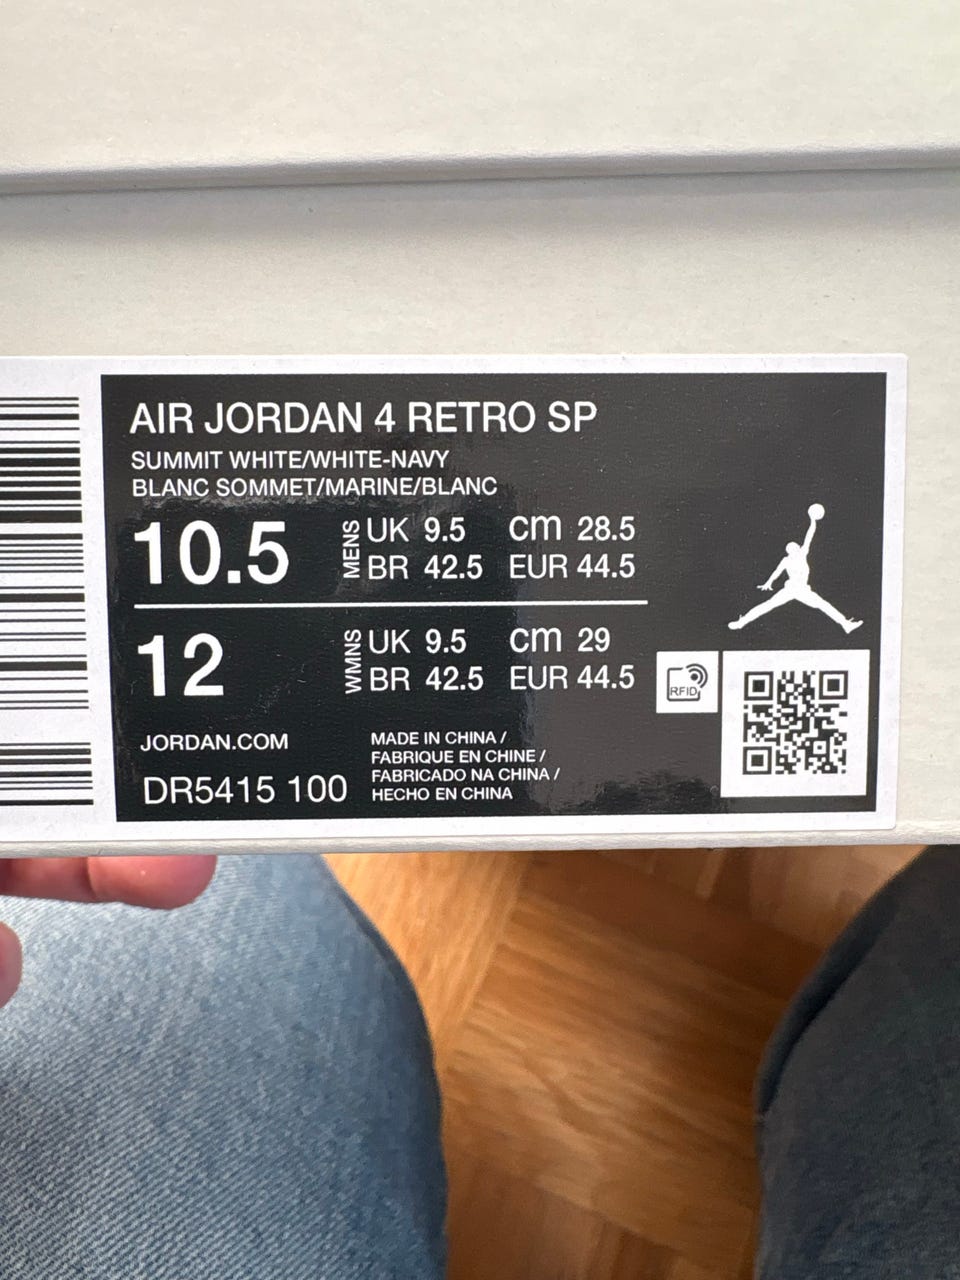 AIR JORDAN 4 RETRO SP
SUMMIT WHITE/WHITE-NAVY
BLANC SOMMET/MARINE/BLANC
10.5 MENS UK 9.5 cm 28.5
BR 42.5 EUR 44.5
12 WMNS UK 9.5 cm 29
BR 42.5 EUR 44.5
RFID
JORDAN.COM
DR5415 100
MADE IN CHINA /
FABRIQUE EN CHINE /
FABRICADO NA CHINA /
HECHO EN CHINA